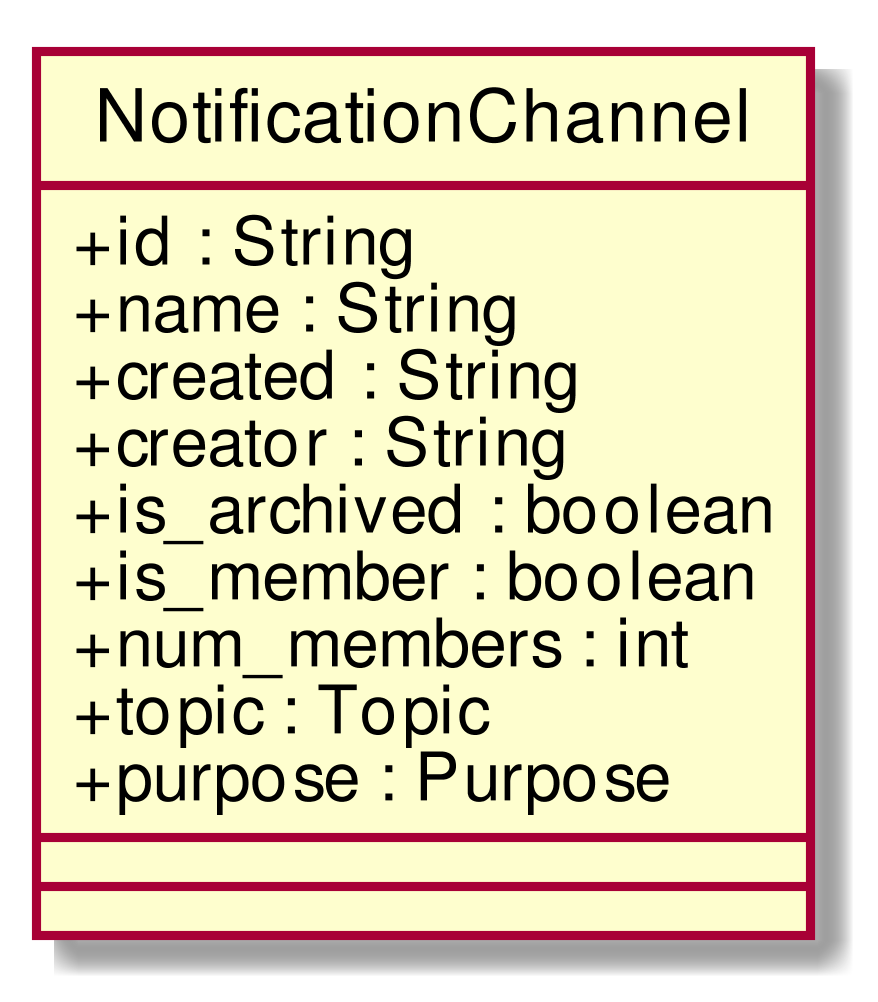 NotificationChannel
+id : String
+name : String
+created : String
+creator : String
+is_archived : boolean
+is_member : boolean
+num_members : int
+topic : Topic
+purpose : Purpose